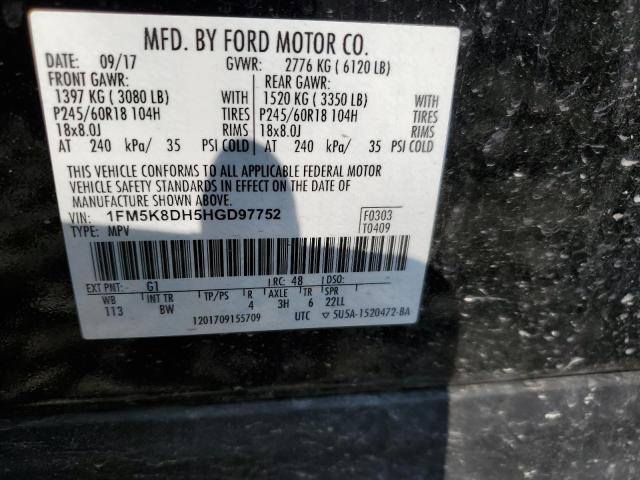 MFD. BY FORD MOTOR CO.
DATE: 09/17 GVWR: 2776 KG ( 6120 LB)
FRONT GAWR: REAR GAWR:
1397 KG ( 3080 LB) WITH 1520 KG ( 3350 LB) WITH
P245/60R18 104H TIRES P245/60R18 104H TIRES
18x8.0J RIMS 18x8.0J RIMS
AT 240 kPa/ 35 PSI COLD AT 240 kPa/ 35 PSI COLD
THIS VEHICLE CONFORMS TO ALL APPLICABLE FEDERAL MOTOR
VEHICLE SAFETY STANDARDS IN EFFECT ON THE DATE OF
MANUFACTURE SHOWN ABOVE.
VIN: 1FM5K8DH5HGD97752 F0303
TYPE: MPV T0409
EXT PNT: G1 RC: 48 DSO:
WB INT TR TP/PS R AXLE TR SPR
113 BW 4 3H 6 22LL
1201709155709 UTC ▽ 5U5A-1520472-BA